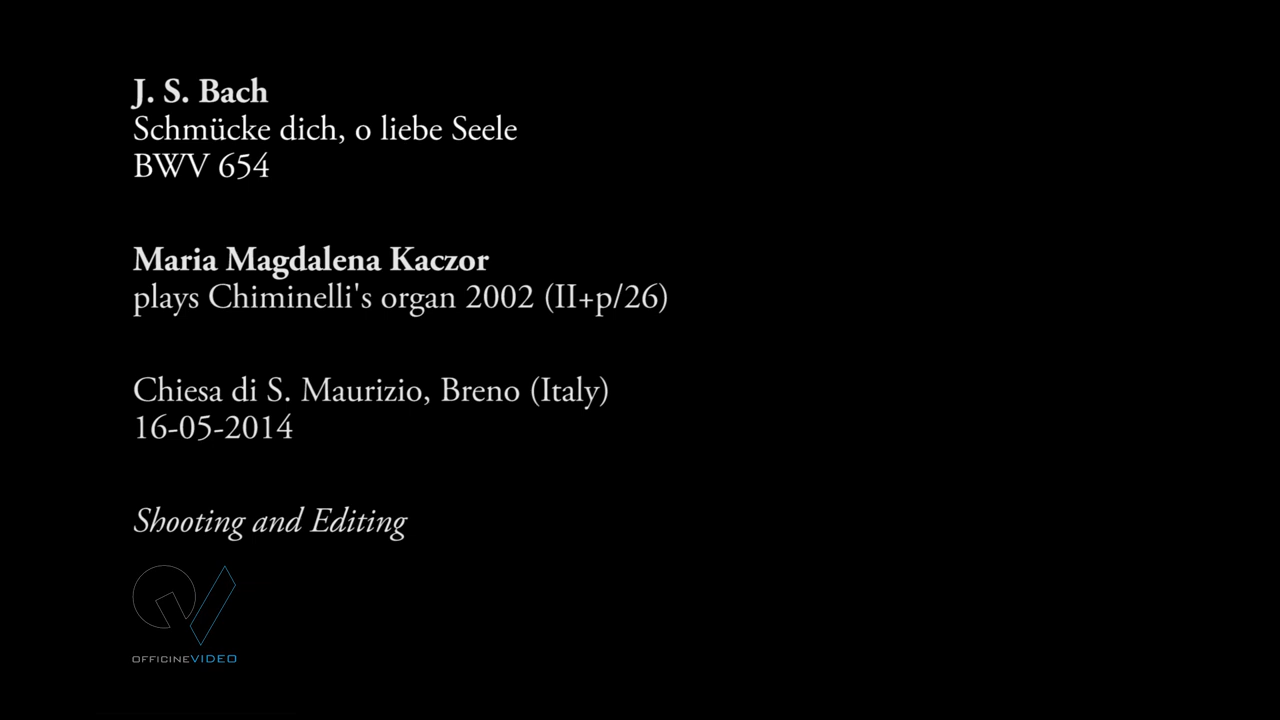 J. S. Bach
Schmücke dich, o liebe Seele
BWV 654
Maria Magdalena Kaczor
plays Chiminelli's organ 2002 (II+p/26)
Chiesa di S. Maurizio, Breno (Italy)
16-05-2014
Shooting and Editing
OFFICINEVIDEO